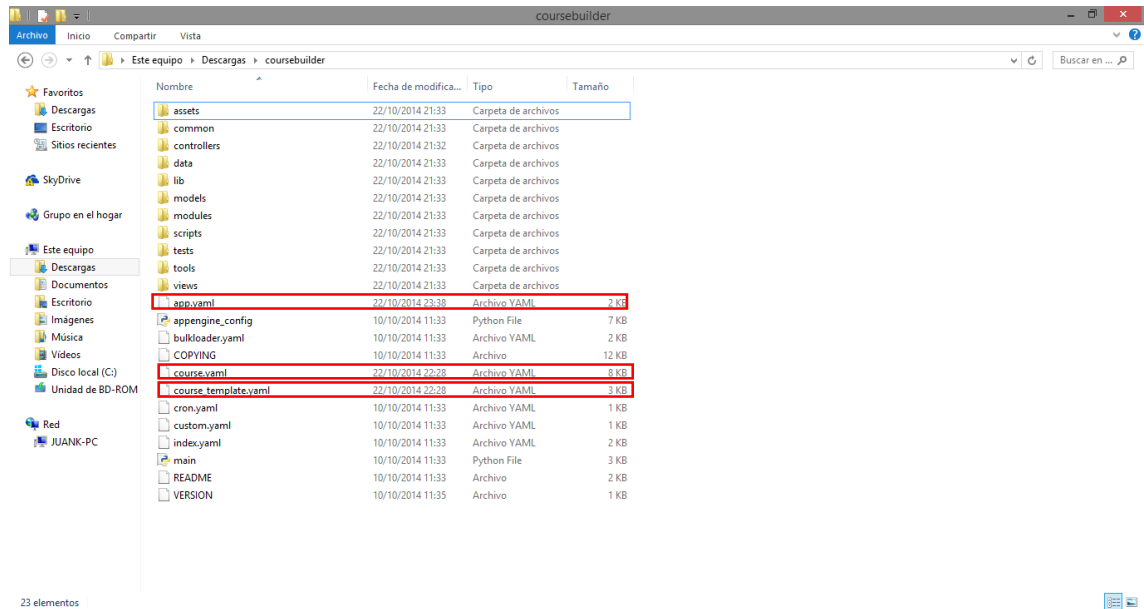 coursebuilder
Archivo Inicio Compartir Vista
Este equipo Descargas coursebuilder Buscar en ...
Nombre Fecha de modifica... Tipo Tamaño
Favoritos
Descargas
Escritorio
Sitios recientes
SkyDrive
Grupo en el hogar
Este equipo
Descargas
Documentos
Escritorio
Imágenes
Música
Vídeos
Disco local (C:)
Unidad de BD-ROM
Red
JUANK-PC
assets 22/10/2014 21:33 Carpeta de archivos
common 22/10/2014 21:33 Carpeta de archivos
controllers 22/10/2014 21:32 Carpeta de archivos
data 22/10/2014 21:33 Carpeta de archivos
lib 22/10/2014 21:33 Carpeta de archivos
models 22/10/2014 21:33 Carpeta de archivos
modules 22/10/2014 21:33 Carpeta de archivos
scripts 22/10/2014 21:33 Carpeta de archivos
tests 22/10/2014 21:33 Carpeta de archivos
tools 22/10/2014 21:33 Carpeta de archivos
views 22/10/2014 21:33 Carpeta de archivos
app.yaml 22/10/2014 23:38 Archivo YAML 2 KB
appengine_config 10/10/2014 11:33 Python File 7 KB
bulkloader.yaml 10/10/2014 11:33 Archivo YAML 2 KB
COPYING 10/10/2014 11:33 Archivo 12 KB
course.yaml 22/10/2014 22:28 Archivo YAML 8 KB
course_template.yaml 22/10/2014 22:28 Archivo YAML 3 KB
cron.yaml 10/10/2014 11:33 Archivo YAML 1 KB
custom.yaml 10/10/2014 11:33 Archivo YAML 1 KB
index.yaml 10/10/2014 11:33 Archivo YAML 2 KB
main 10/10/2014 11:33 Python File 3 KB
README 10/10/2014 11:33 Archivo 2 KB
VERSION 10/10/2014 11:35 Archivo 1 KB
23 elementos